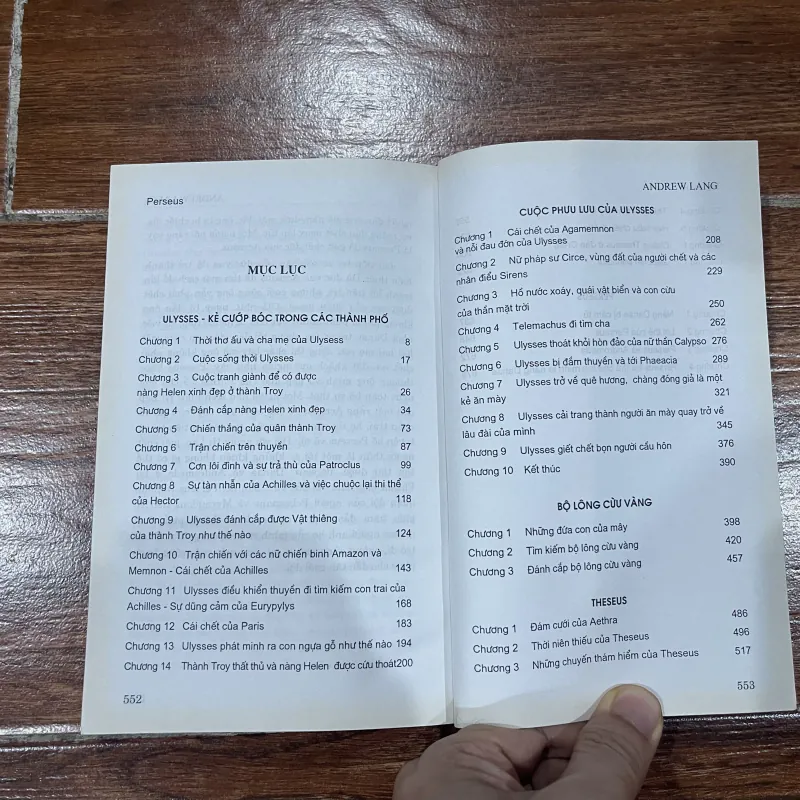 Perseus
MỤC LỤC
ULYSSES - KẺ CƯỚP BÓC TRONG CÁC THÀNH PHỐ
Chương 1 Thời thơ ấu và cha mẹ của Ulysess 8
Chương 2 Cuộc sống thời Ulysses 17
Chương 3 Cuộc tranh giành để có được
nàng Helen xinh đẹp ở thành Troy 26
Chương 4 Đánh cắp nàng Helen xinh đẹp 34
Chương 5 Chiến thắng của quân thành Troy 73
Chương 6 Trận chiến trên thuyền 87
Chương 7 Cơn lôi đình và sự trả thù của Patroclus 99
Chương 8 Sự tàn nhẫn của Achilles và việc chuộc lại thi thể
của Hector 118
Chương 9 Ulysses đánh cắp được Vật thiêng
của thành Troy như thế nào 124
Chương 10 Trận chiến với các nữ chiến binh Amazon và
Memnon - Cái chết của Achilles 143
Chương 11 Ulysses điều khiển thuyền đi tìm kiếm con trai của
Achilles - Sự dũng cảm của Eurypylys 168
Chương 12 Cái chết của Paris 183
Chương 13 Ulysses phát minh ra con ngựa gỗ như thế nào 194
Chương 14 Thành Troy thất thủ và nàng Helen được cứu thoát200
552
ANDREW LANG
CUỘC PHƯU LƯU CỦA ULYSSES
Chương 1 Cái chết của Agamemnon
và nỗi đau đớn của Ulysses 208
Chương 2 Nữ pháp sư Circe, vùng đất của người chết và các
nhân điểu Sirens 229
Chương 3 Hố nước xoáy, quái vật biển và con cừu
của thần mặt trời 250
Chương 4 Telemachus đi tìm cha 262
Chương 5 Ulysses thoát khỏi hòn đảo của nữ thần Calypso 276
Chương 6 Ulysses bị đắm thuyền và tới Phaeacia 289
Chương 7 Ulysses trở về quê hương, chàng đóng giả là một
kẻ ăn mày 321
Chương 8 Ulysses cải trang thành người ăn mày quay trở về
lâu đài của mình 345
Chương 9 Ulysses giết chết bọn người cầu hôn 376
Chương 10 Kết thúc 390
BỘ LÔNG CỪU VÀNG
Chương 1 Những đứa con của mây 398
Chương 2 Tìm kiếm bộ lông cừu vàng 420
Chương 3 Đánh cắp bộ lông cừu vàng 457
THESEUS
Chương 1 Đám cưới của Aethra 486
Chương 2 Thời niên thiếu của Theseus 496
Chương 3 Những chuyến thám hiểm của Theseus 517
553